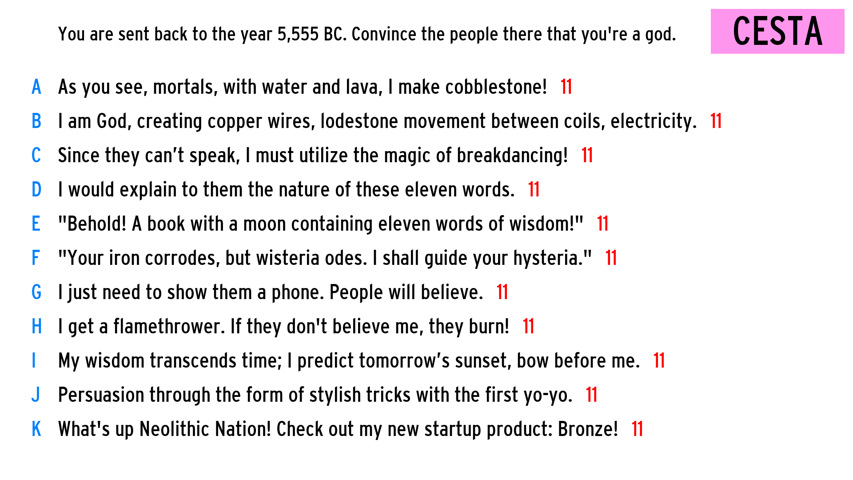 You are sent back to the year 5,555 BC. Convince the people there that you're a god.
CESTA
A As you see, mortals, with water and lava, I make cobblestone! 11
B I am God, creating copper wires, lodestone movement between coils, electricity. 11
C Since they can’t speak, I must utilize the magic of breakdancing! 11
D I would explain to them the nature of these eleven words. 11
E "Behold! A book with a moon containing eleven words of wisdom!" 11
F "Your iron corrodes, but wisteria odes. I shall guide your hysteria." 11
G I just need to show them a phone. People will believe. 11
H I get a flamethrower. If they don't believe me, they burn! 11
I My wisdom transcends time; I predict tomorrow’s sunset, bow before me. 11
J Persuasion through the form of stylish tricks with the first yo-yo. 11
K What's up Neolithic Nation! Check out my new startup product: Bronze! 11